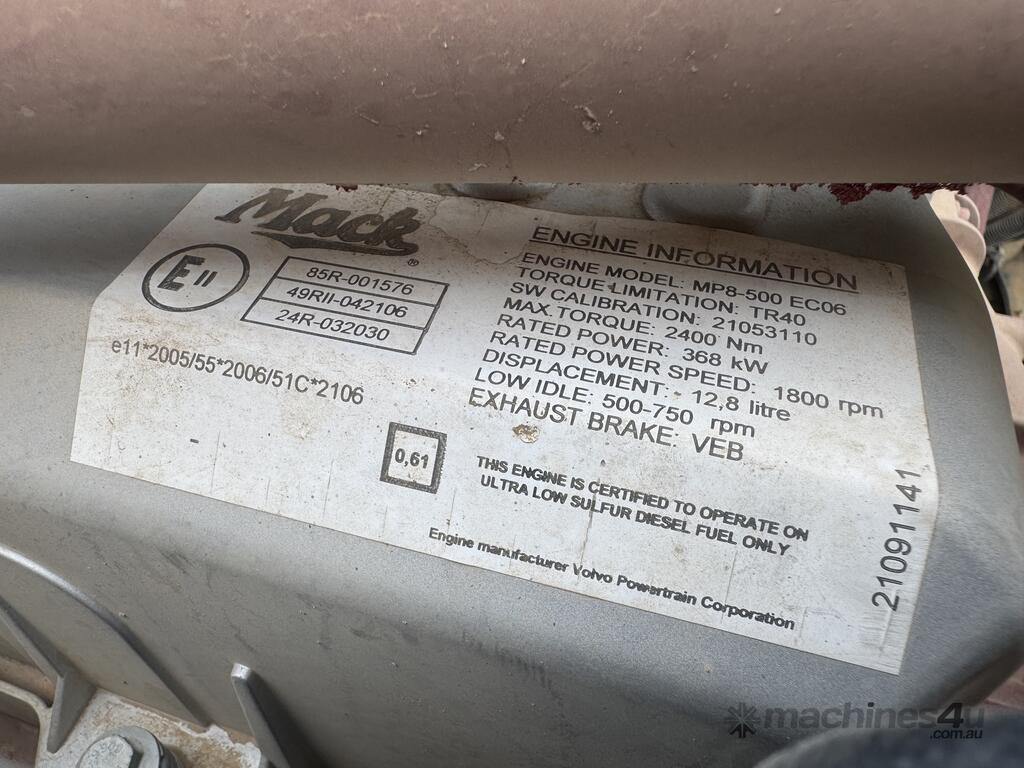 Mack®
E 11
85R-001576
49RII-042106
24R-032030
e11*2005/55*2006/51C*2106
-
0,61
ENGINE INFORMATION
ENGINE MODEL: MP8-500 EC06
TORQUE LIMITATION: TR40
SW CALIBRATION: 21053110
MAX.TORQUE: 2400 Nm
RATED POWER: 368 kW
RATED POWER SPEED: 1800 rpm
DISPLACEMENT: 12,8 litre
LOW IDLE: 500-750 rpm
EXHAUST BRAKE: VEB
THIS ENGINE IS CERTIFIED TO OPERATE ON
ULTRA LOW SULFUR DIESEL FUEL ONLY
Engine manufacturer Volvo Powertrain Corporation
21091141
machines4u
.com.au